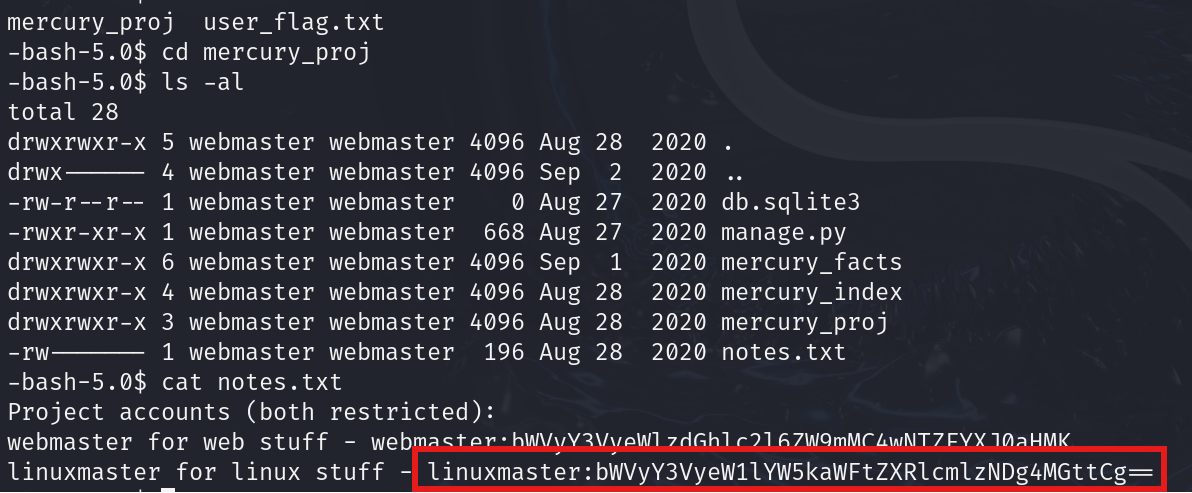 mercury_proj  user_flag.txt
-bash-5.0$ cd mercury_proj
-bash-5.0$ ls -al
total 28
drwxrwxr-x 5 webmaster webmaster 4096 Aug 28  2020 .
drwx------ 4 webmaster webmaster 4096 Sep  2  2020 ..
-rw-r--r-- 1 webmaster webmaster    0 Aug 27  2020 db.sqlite3
-rwxr-xr-x 1 webmaster webmaster  668 Aug 27  2020 manage.py
drwxrwxr-x 6 webmaster webmaster 4096 Sep  1  2020 mercury_facts
drwxrwxr-x 4 webmaster webmaster 4096 Aug 28  2020 mercury_index
drwxrwxr-x 3 webmaster webmaster 4096 Aug 28  2020 mercury_proj
-rw------- 1 webmaster webmaster  196 Aug 28  2020 notes.txt
-bash-5.0$ cat notes.txt
Project accounts (both restricted):
webmaster for web stuff - webmaster:bWVyY3VyeWlzdGhlc2l6ZW9mMC4wNTZFYXJ0aHMK
linuxmaster for linux stuff - linuxmaster:bWVyY3VyeW1lYW5kaWFtZXRlcmlzNDg4MGttCg==